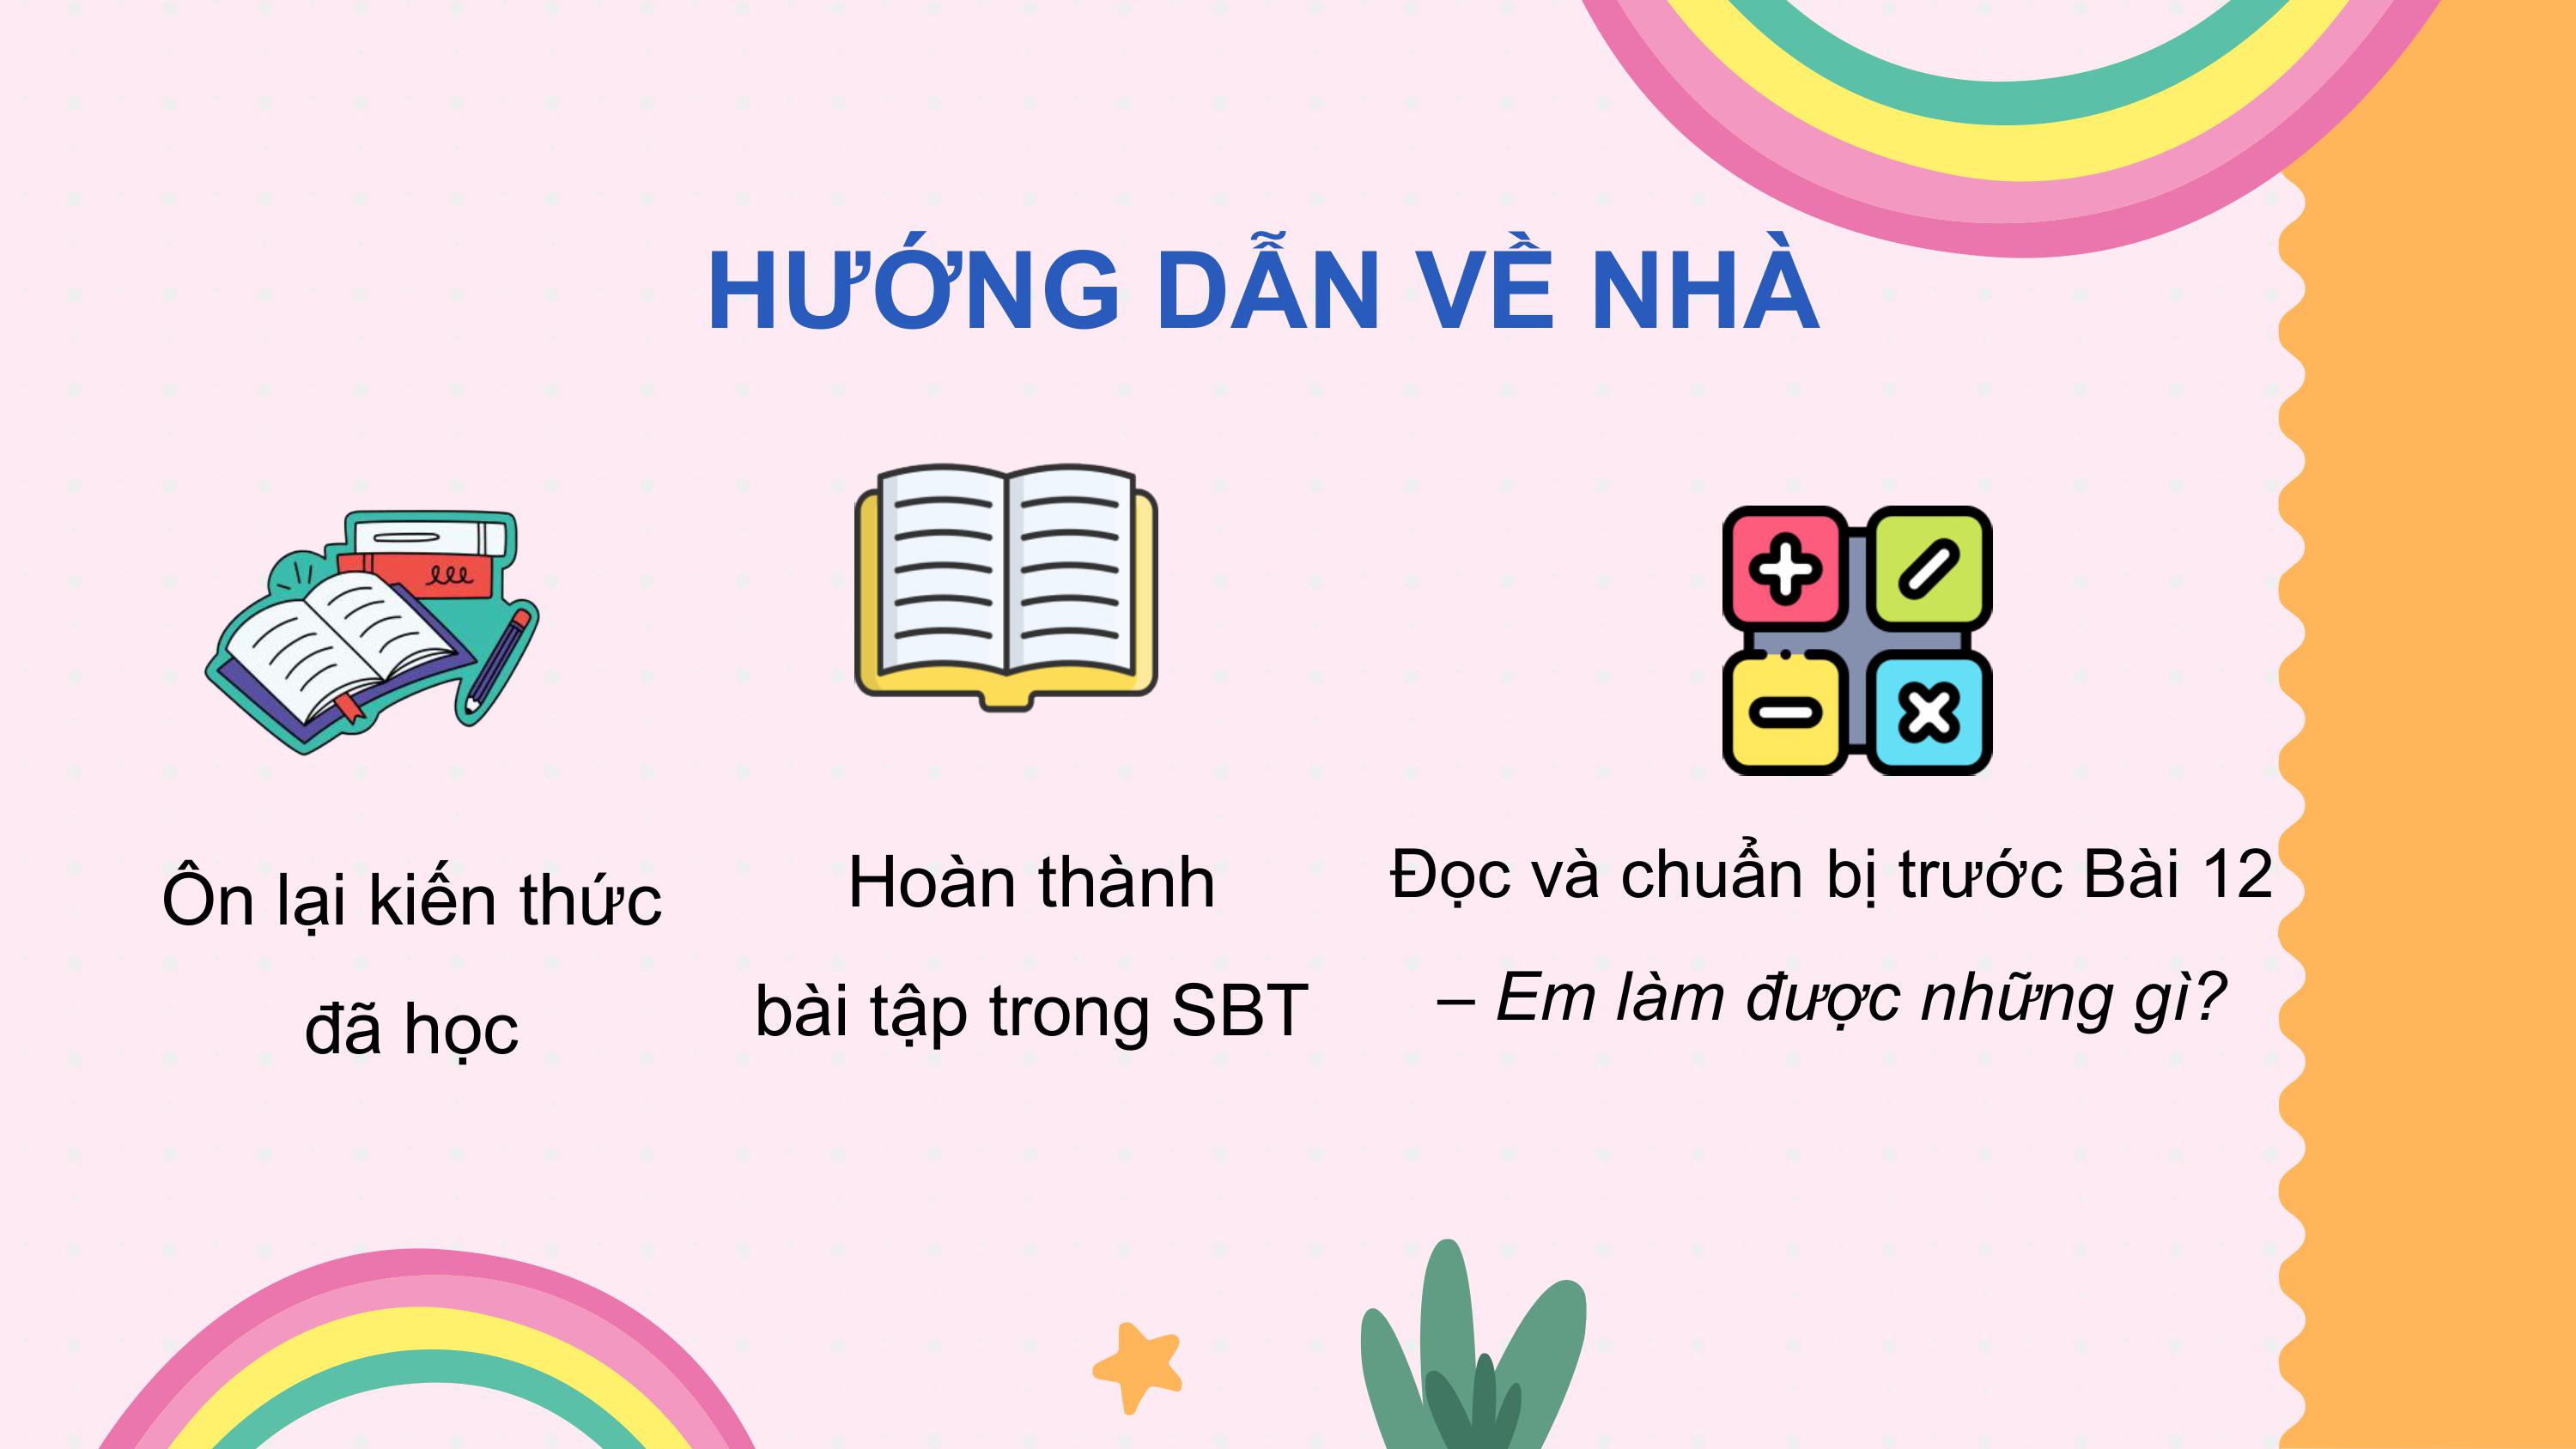 HƯỚNG DẪN VỀ NHÀ
Ôn lại kiến thức
đã học
Hoàn thành
bài tập trong SBT
Đọc và chuẩn bị trước Bài 12
– Em làm được những gì?